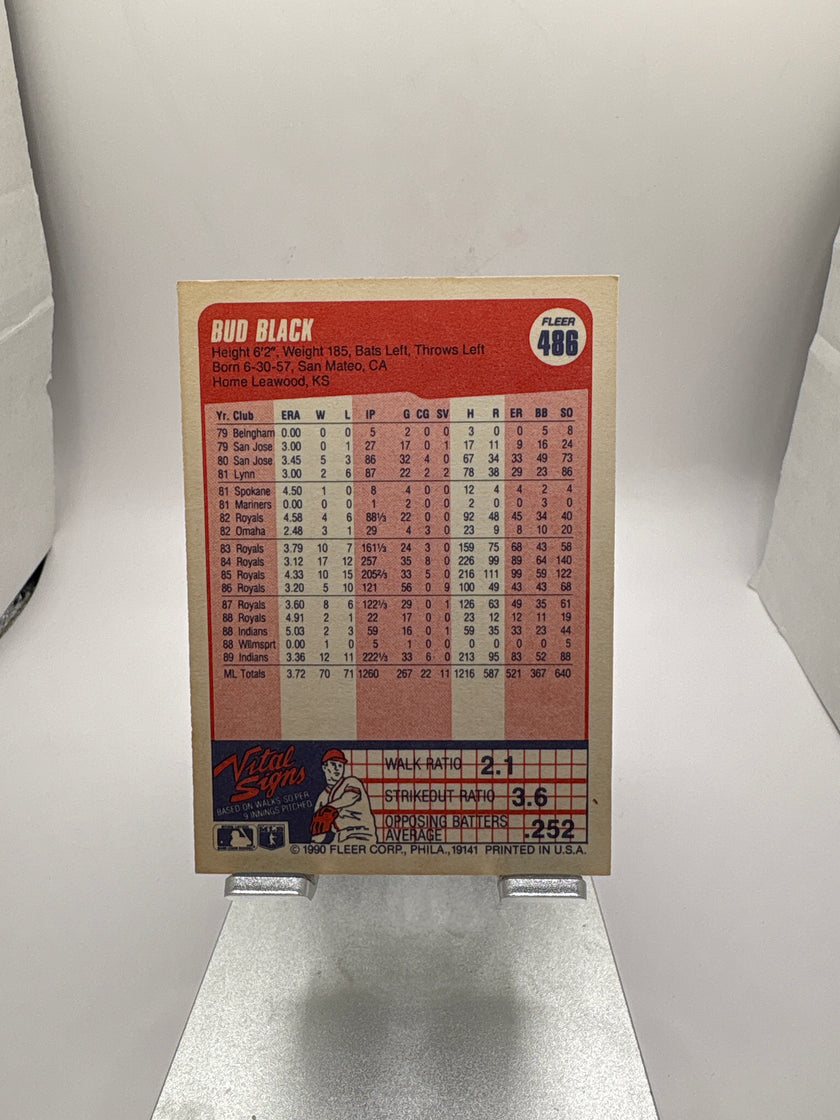 BUD BLACK
FLEER
486
Height 6'2", Weight 185, Bats Left, Throws Left
Born 6-30-57, San Mateo, CA
Home Leawood, KS
Yr. Club ERA W L IP G CG SV H R ER BB SO
79 Belngham 0.00 0 0 5 2 0 0 3 0 0 5 8
79 San Jose 3.00 0 1 27 17 0 1 17 11 9 16 24
80 San Jose 3.45 5 3 86 32 4 0 67 34 33 49 73
81 Lynn 3.00 2 6 87 22 2 2 78 38 29 23 86
81 Spokane 4.50 1 0 8 4 0 0 12 4 4 2 4
81 Mariners 0.00 0 0 1 2 0 0 2 0 0 3 0
82 Royals 4.58 4 6 88⅓ 22 0 0 92 48 45 34 40
82 Omaha 2.48 3 1 29 4 3 0 23 9 8 10 20
83 Royals 3.79 10 7 161⅓ 24 3 0 159 75 68 43 58
84 Royals 3.12 17 12 257 35 8 0 226 99 89 64 140
85 Royals 4.33 10 15 205⅔ 33 5 0 216 111 99 59 122
86 Royals 3.20 5 10 121 56 0 9 100 49 43 43 68
87 Royals 3.60 8 6 122⅓ 29 0 1 126 63 49 35 61
88 Royals 4.91 2 1 22 17 0 0 23 12 12 11 19
88 Indians 5.03 2 3 59 16 0 1 59 35 33 23 44
88 Wllmsprt 0.00 1 0 5 1 0 0 0 0 0 0 5
89 Indians 3.36 12 11 222⅓ 33 6 0 213 95 83 52 88
ML Totals 3.72 70 71 1260 267 22 11 1216 587 521 367 640
Vital
Signs
BASED ON WALKS, SO PER
9 INNINGS PITCHED
WALK RATIO 2.1
STRIKEOUT RATIO 3.6
OPPOSING BATTERS
AVERAGE .252
© 1990 FLEER CORP., PHILA., 19141 PRINTED IN U.S.A.